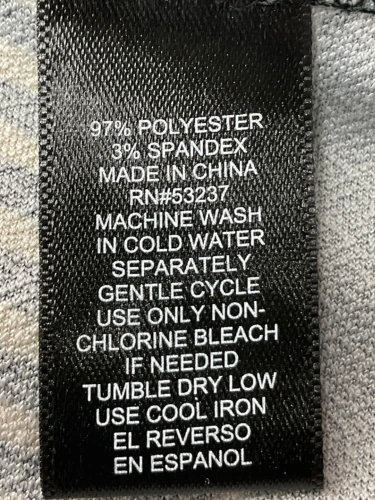 97% POLYESTER
3% SPANDEX
MADE IN CHINA
RN#53237
MACHINE WASH
IN COLD WATER
SEPARATELY
GENTLE CYCLE
USE ONLY NON-
CHLORINE BLEACH
IF NEEDED
TUMBLE DRY LOW
USE COOL IRON
EL REVERSO
EN ESPANOL